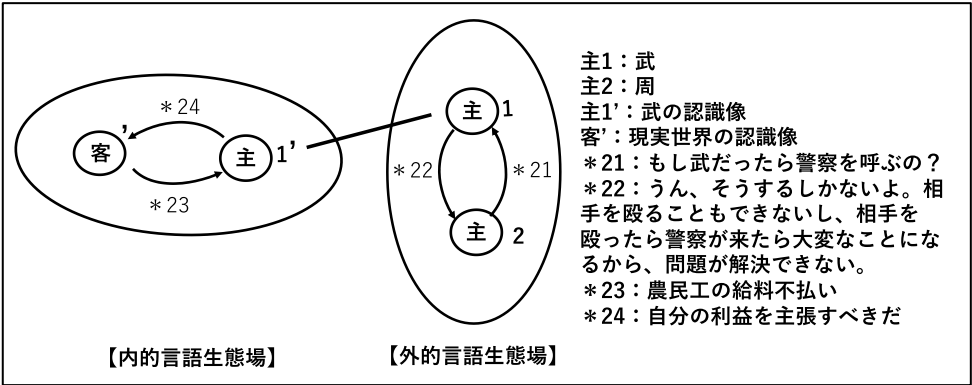 ＊24
’
客
主
1’
＊23
主
1
＊22
＊21
主
2
【内的言語生態場】
【外的言語生態場】
主1：武
主2：周
主1’：武の認識像
客’：現実世界の認識像
＊21：もし武だったら警察を呼ぶの？
＊22：うん、そうするしかないよ。相
手を殴ることもできないし、相手を
殴ったら警察が来たら大変なことにな
るから、問題が解決できない。
＊23：農民工の給料不払い
＊24：自分の利益を主張すべきだ